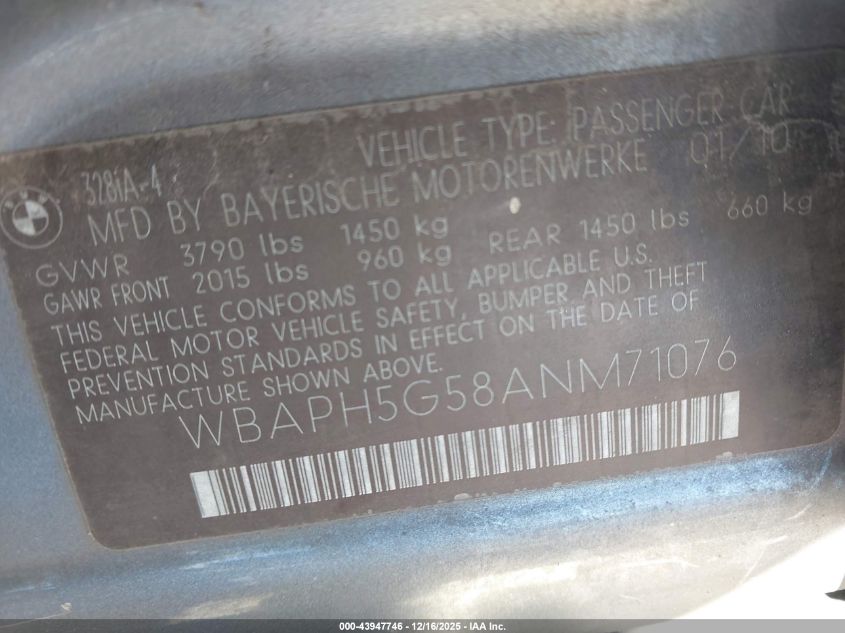 VEHICLE TYPE: PASSENGER CAR
328iA-4
MFD BY BAYERISCHE MOTORENWERKE 01/10
GVWR 3790 lbs 1450 kg
GAWR FRONT 2015 lbs 960 kg REAR 1450 lbs 660 kg
THIS VEHICLE CONFORMS TO ALL APPLICABLE U.S.
FEDERAL MOTOR VEHICLE SAFETY, BUMPER AND THEFT
PREVENTION STANDARDS IN EFFECT ON THE DATE OF
MANUFACTURE SHOWN ABOVE.
WBAPH5G58ANM71076
000-43947746 - 12/16/2025 - IAA Inc.